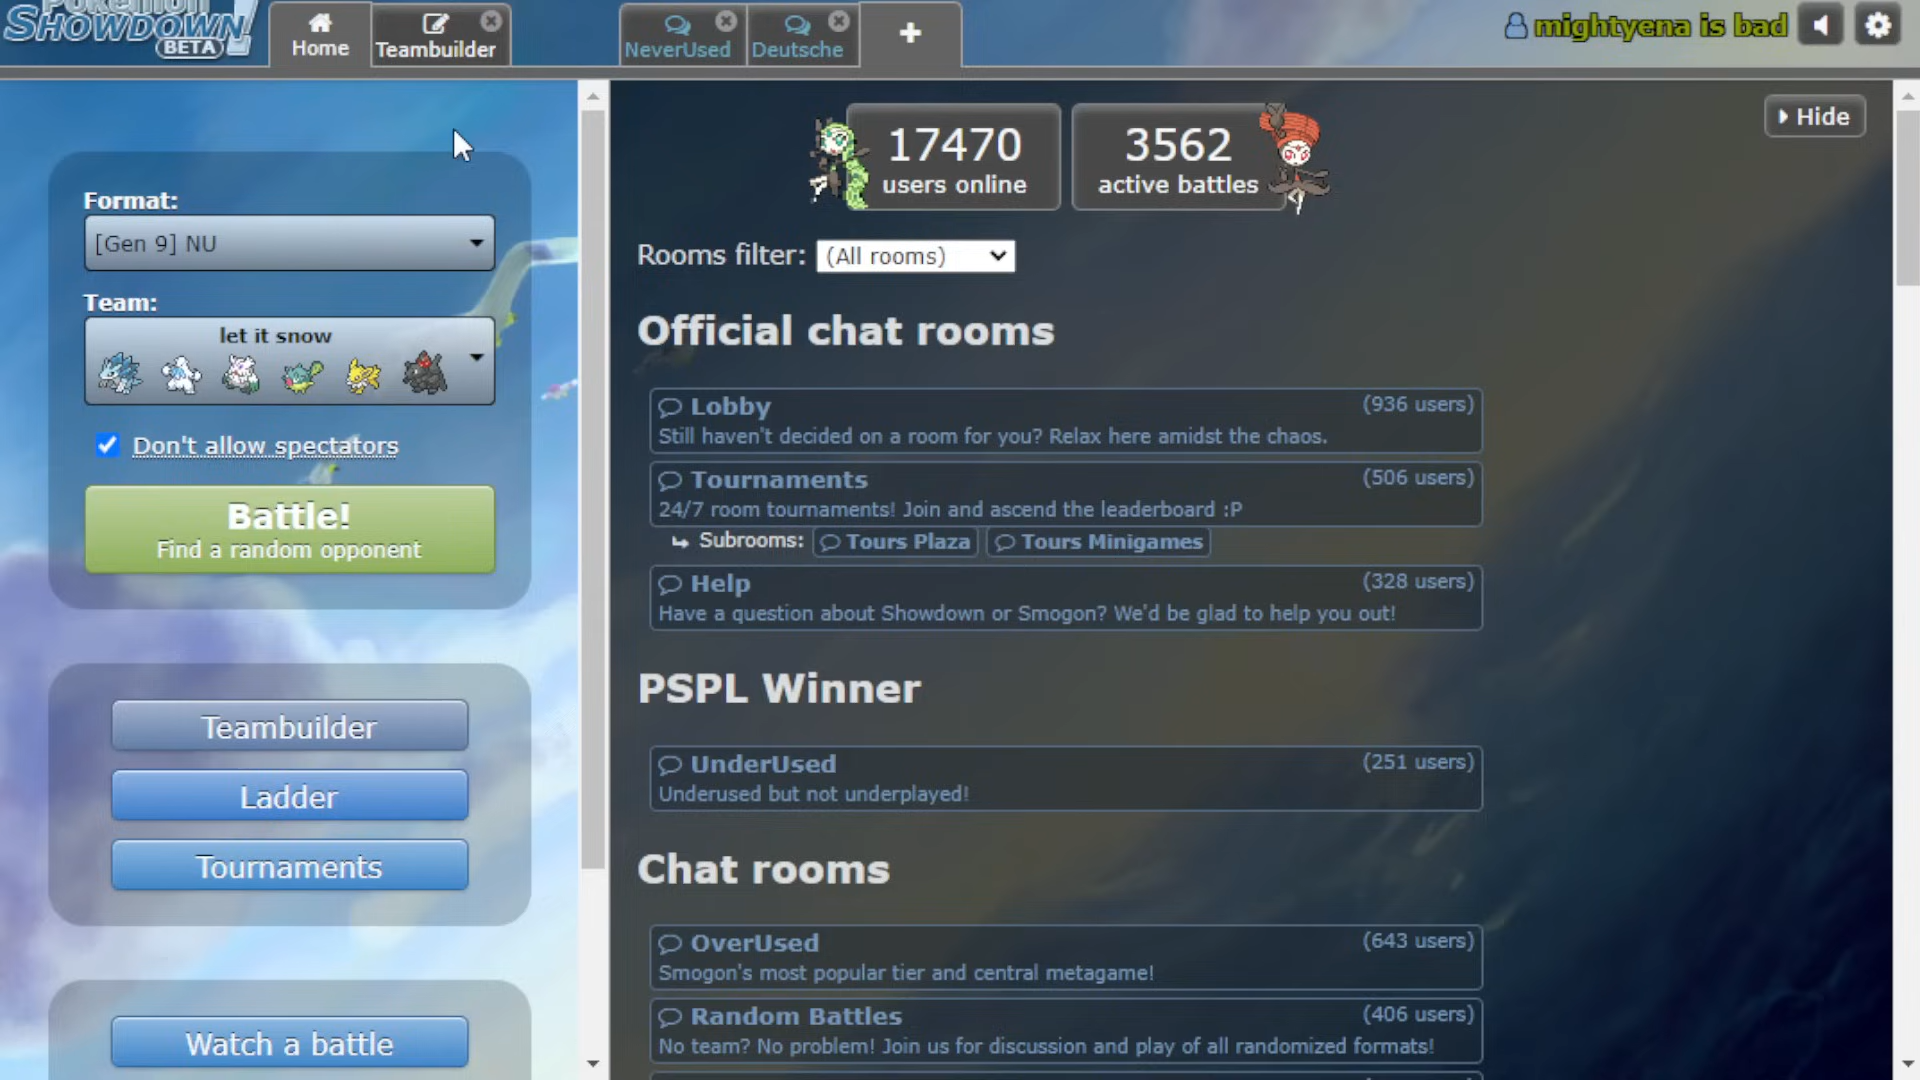 Pokémon
SHOWDOWN!
BETA
Home
Teambuilder
NeverUsed
Deutsche
+
mightyena is bad
Format:
[Gen 9] NU
Team:
let it snow
Don't allow spectators
Battle!
Find a random opponent
Teambuilder
Ladder
Tournaments
Watch a battle
17470
users online
3562
active battles
Hide
Rooms filter: (All rooms)
Official chat rooms
Lobby (936 users)
Still haven't decided on a room for you? Relax here amidst the chaos.
Tournaments (506 users)
24/7 room tournaments! Join and ascend the leaderboard :P
↳ Subrooms: Tours Plaza Tours Minigames
Help (328 users)
Have a question about Showdown or Smogon? We'd be glad to help you out!
PSPL Winner
UnderUsed (251 users)
Underused but not underplayed!
Chat rooms
OverUsed (643 users)
Smogon's most popular tier and central metagame!
Random Battles (406 users)
No team? No problem! Join us for discussion and play of all randomized formats!